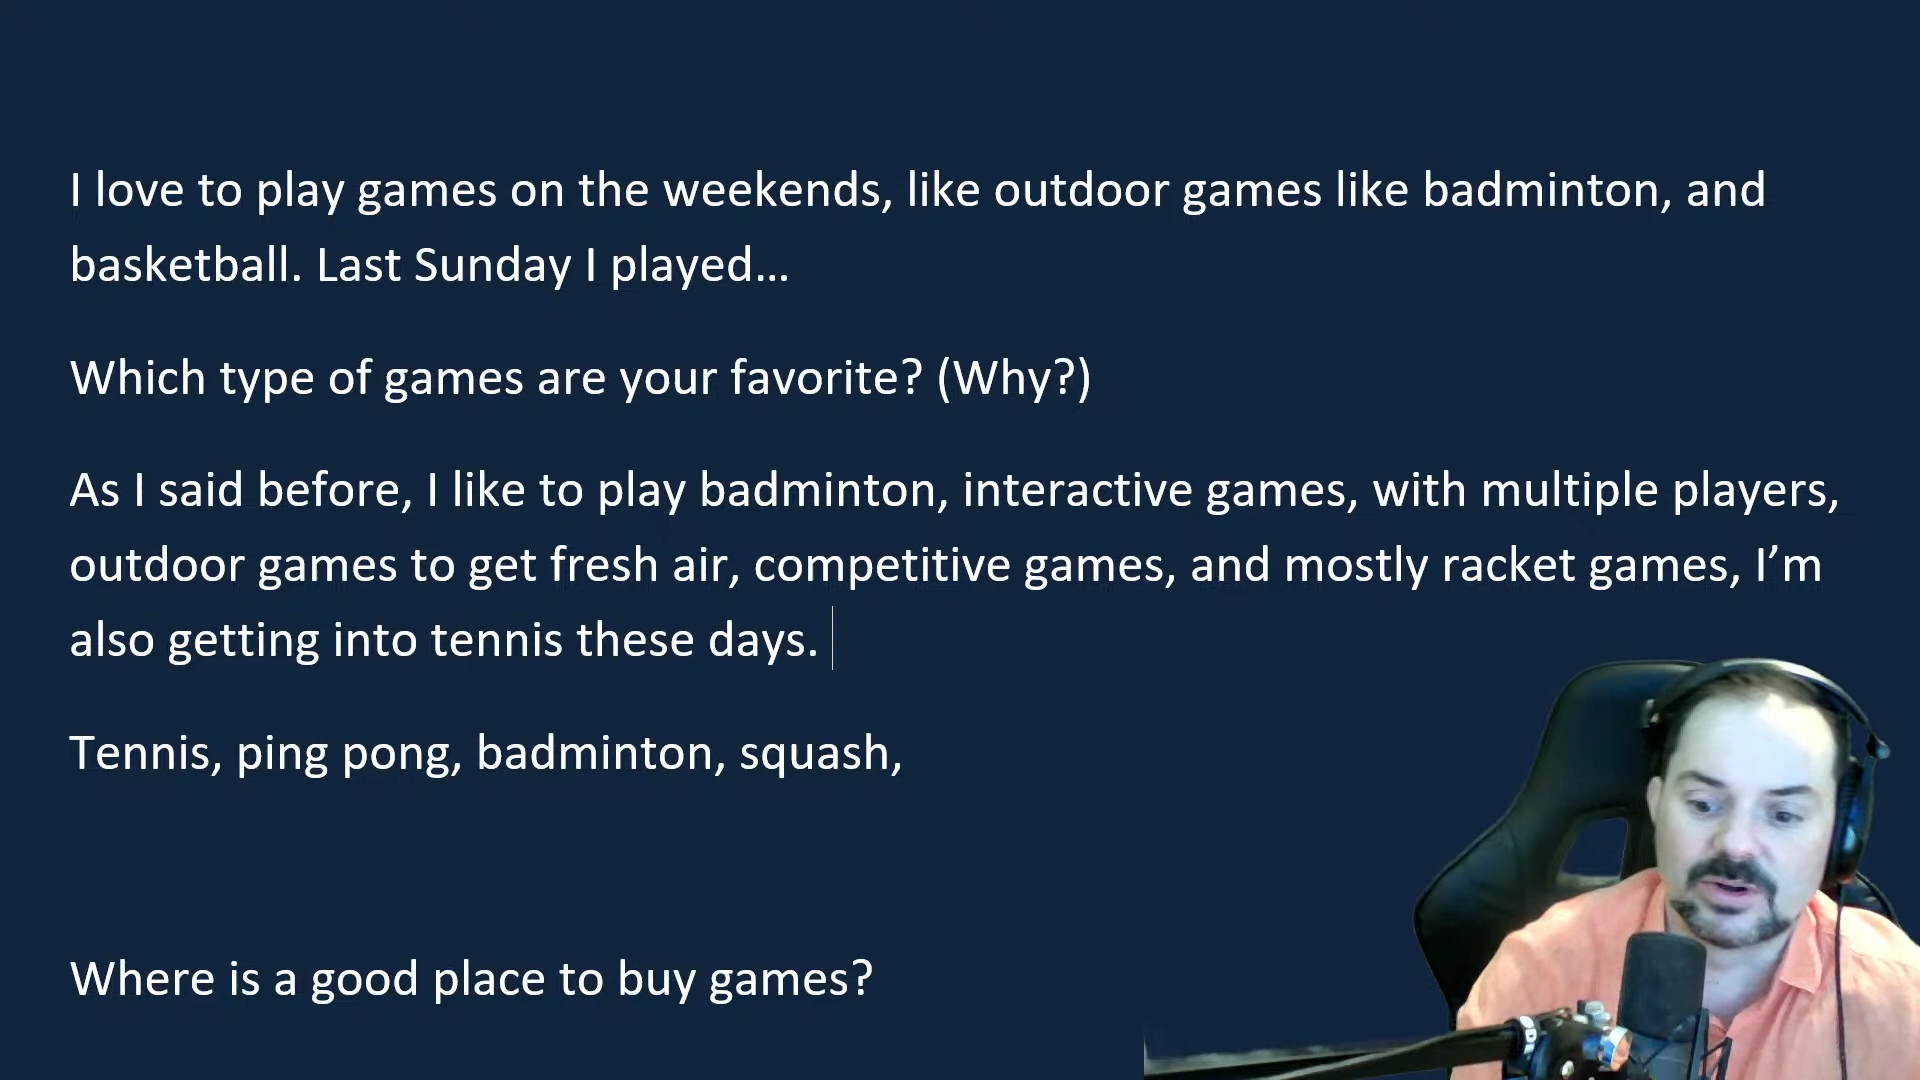 I love to play games on the weekends, like outdoor games like badminton, and
basketball. Last Sunday I played…
Which type of games are your favorite? (Why?)
As I said before, I like to play badminton, interactive games, with multiple players,
outdoor games to get fresh air, competitive games, and mostly racket games, I’m
also getting into tennis these days.
Tennis, ping pong, badminton, squash,
Where is a good place to buy games?